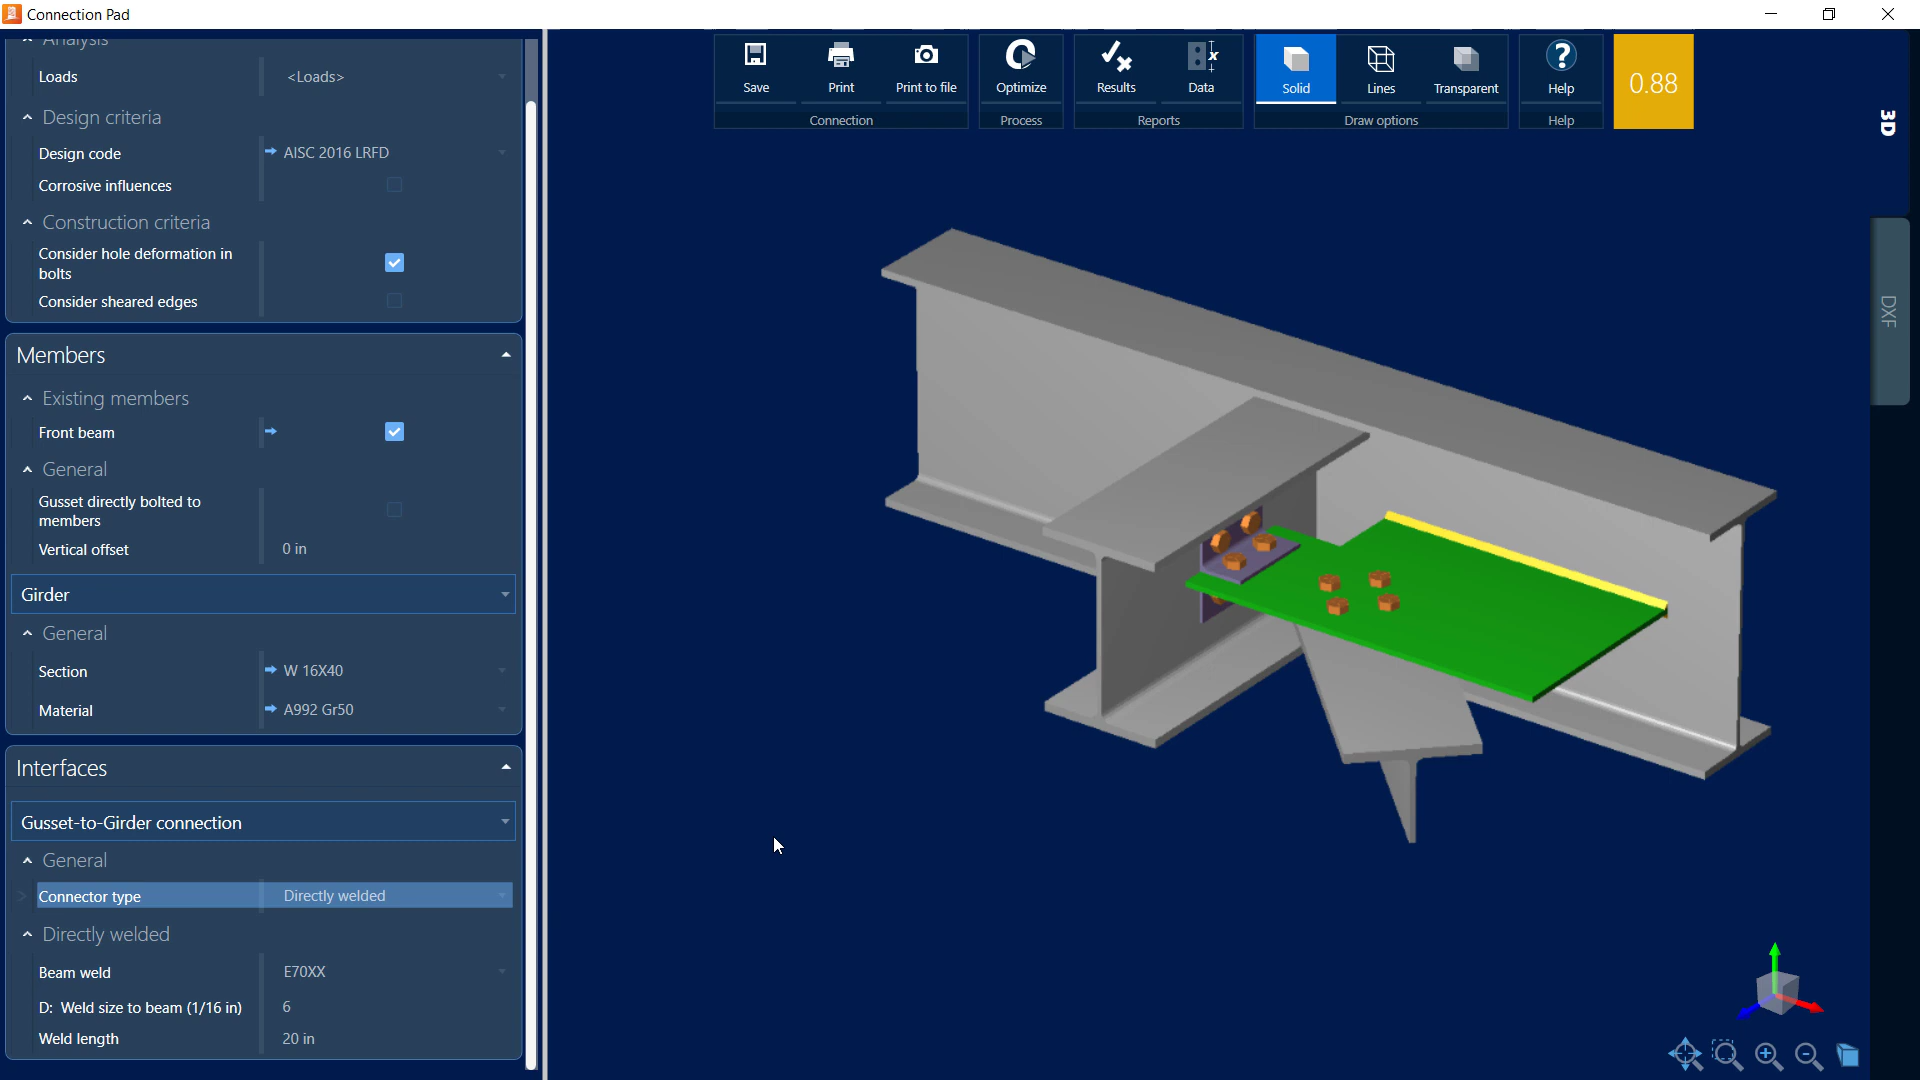 Connection Pad
Analysis
Loads <Loads>
Design criteria
Design code AISC 2016 LRFD
Corrosive influences
Construction criteria
Consider hole deformation in
bolts
Consider sheared edges
Members
Existing members
Front beam
General
Gusset directly bolted to
members
Vertical offset 0 in
Girder
General
Section W 16X40
Material A992 Gr50
Interfaces
Gusset-to-Girder connection
General
Connector type Directly welded
Directly welded
Beam weld E70XX
D: Weld size to beam (1/16 in) 6
Weld length 20 in
Save Print Print to file
Connection
Optimize
Process
Results Data
Reports
Solid Lines Transparent
Draw options
Help
Help
0.88
3D
DXF